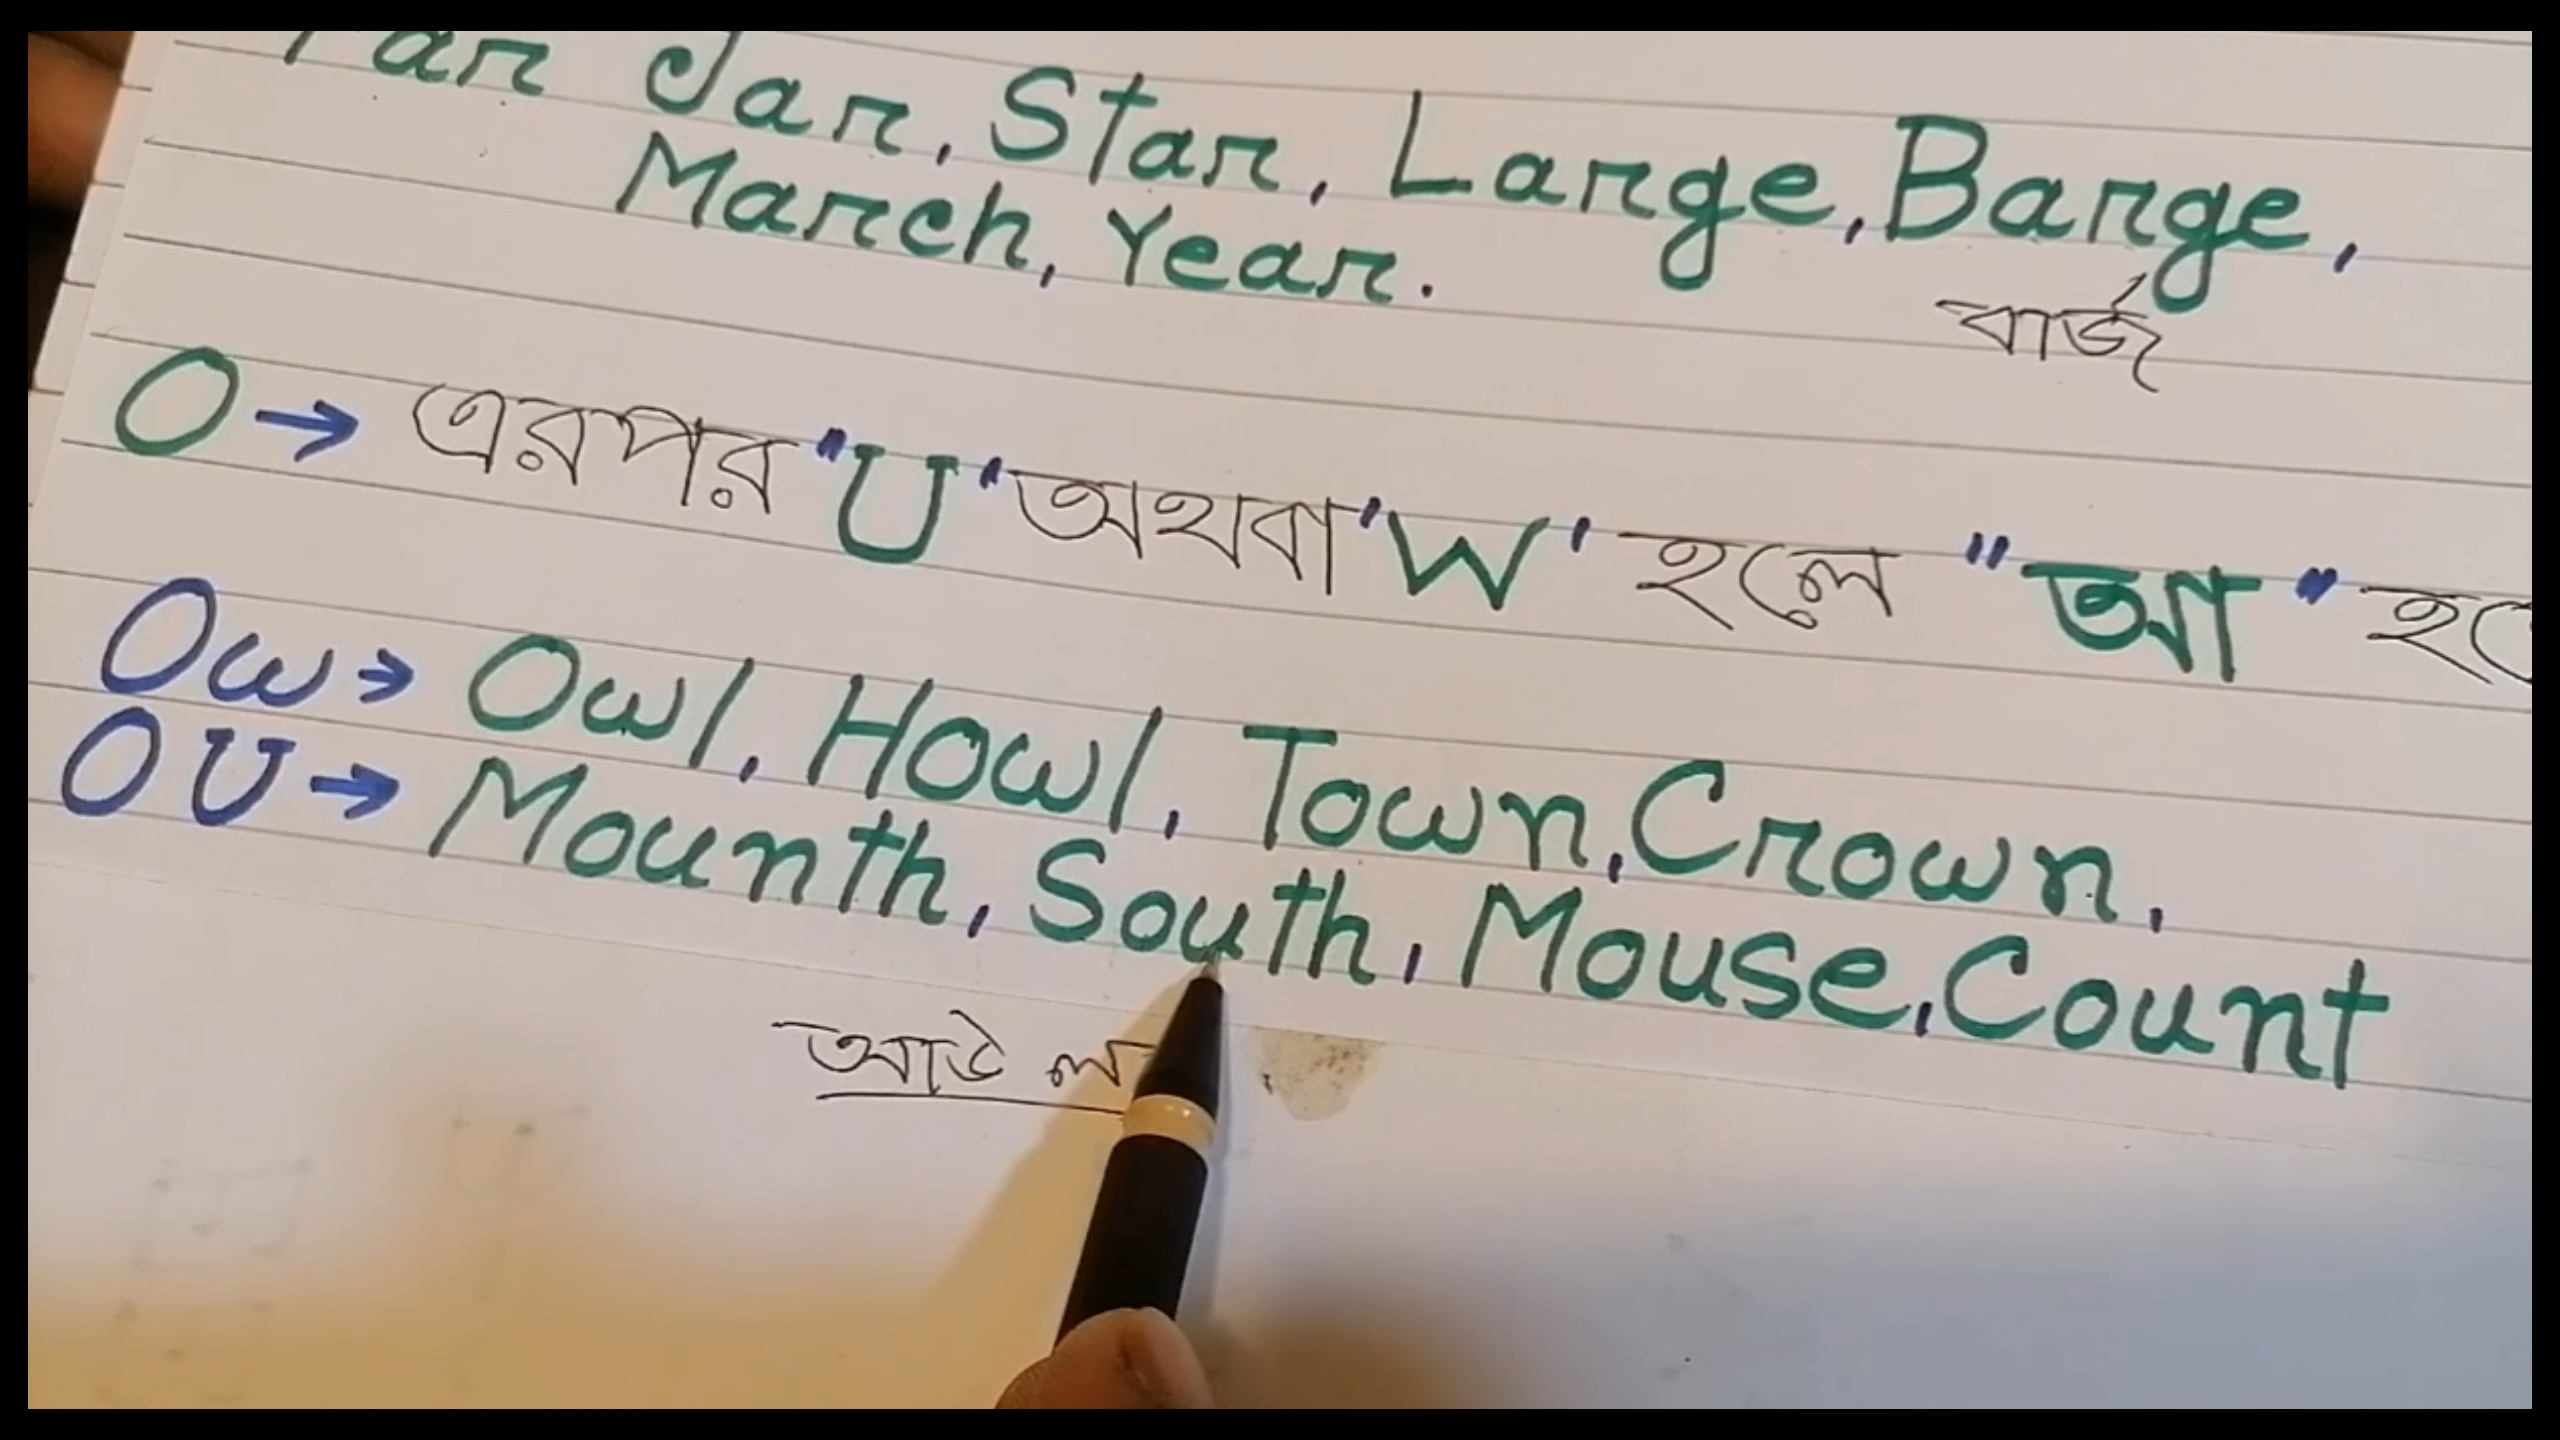 Jar, Star, Large, Barge,
March, Year.
বার্জ
O → এরপর "U" অথবা 'W' হলে "আ"
Ow → Owl, Howl, Town, Crown,
OU → Mounth, South, Mouse, Count
আউ ল